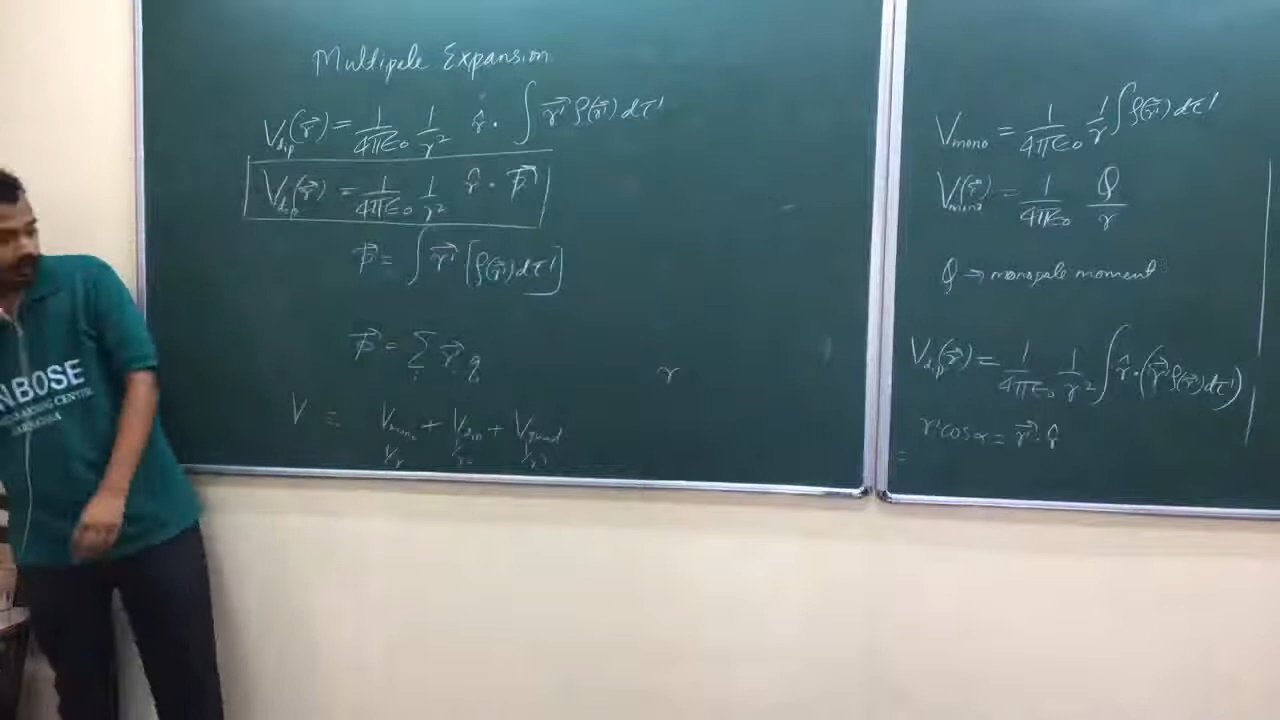 Multipole Expansion
V_dip(r⃗) = 1/4πε₀ 1/r² r̂ · ∫ r⃗' ρ(r⃗') dτ'
V_dip(r⃗) = 1/4πε₀ 1/r² r̂ · p⃗
p⃗ = ∫ r⃗' [ρ(r⃗') dτ']
p⃗ = Σ r⃗ᵢ qᵢ
r
V = V_mono + V_dip + V_quad
1/r 1/r² 1/r³
V_mono = 1/4πε₀ 1/r ∫ ρ(r⃗') dτ'
V_mono(r⃗) = 1/4πε₀ Q/r
Q → monopole moment
V_dip(r⃗) = 1/4πε₀ 1/r² ∫ r̂ · (r⃗' ρ(r⃗') dτ')
r' cos α = r⃗' · r̂
=
NBOSE